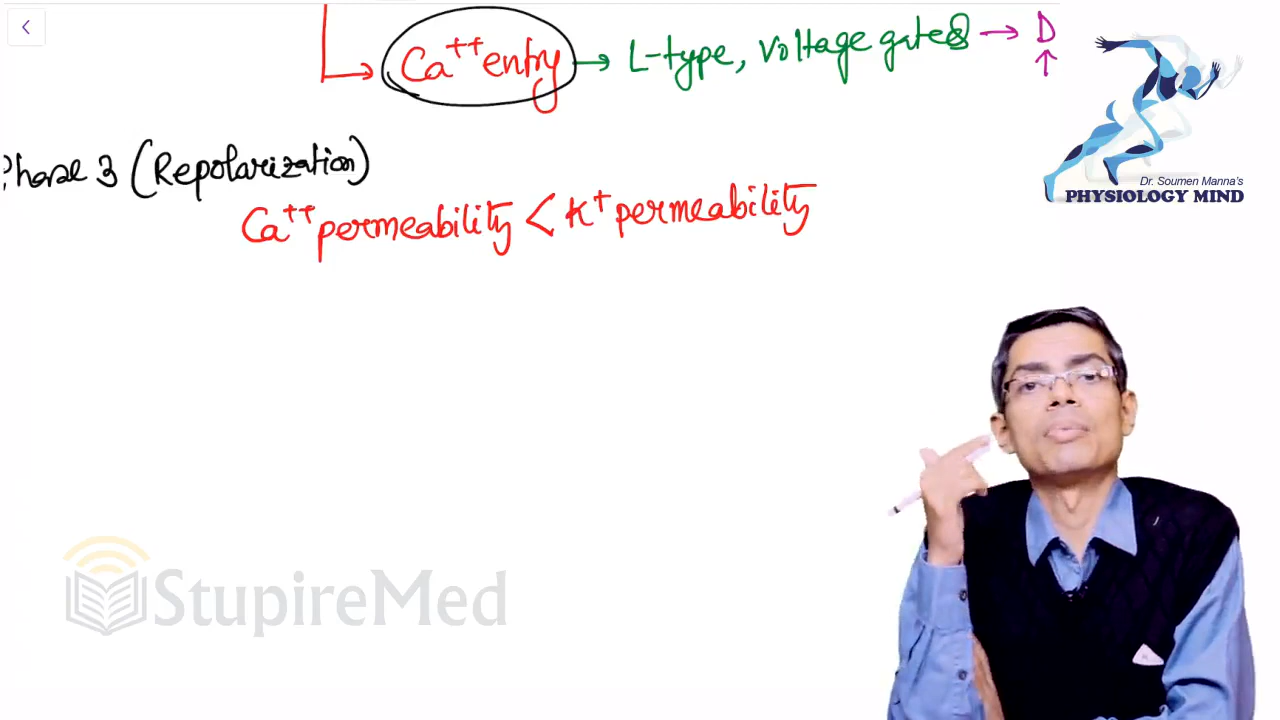 Ca++ entry → L-type, voltage gated → D ↑
Dr. Soumen Manna's
PHYSIOLOGY MIND
Phase 3 (Repolarization)
Ca++ permeability < K+ permeability
StupireMed